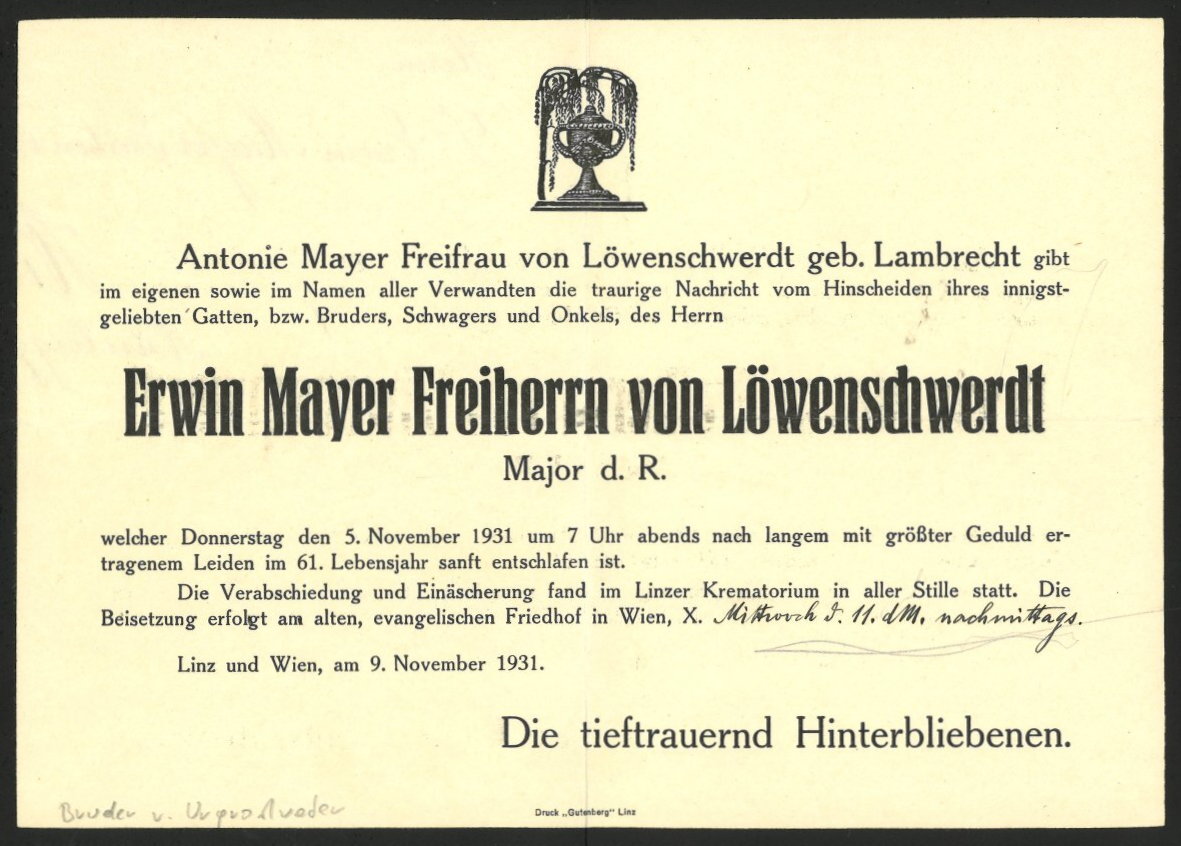 Antonie Mayer Freifrau von Löwenschwerdt geb. Lambrecht gibt
im eigenen sowie im Namen aller Verwandten die traurige Nachricht vom Hinscheiden ihres innigst-
geliebten Gatten, bzw. Bruders, Schwagers und Onkels, des Herrn
Erwin Mayer Freiherrn von Löwenschwerdt
Major d. R.
welcher Donnerstag den 5. November 1931 um 7 Uhr abends nach langem mit größter Geduld er-
tragenem Leiden im 61. Lebensjahr sanft entschlafen ist.
Die Verabschiedung und Einäscherung fand im Linzer Krematorium in aller Stille statt. Die
Beisetzung erfolgt am alten, evangelischen Friedhof in Wien, X. Mittwoch d. 11. dM. nachmittags.
Linz und Wien, am 9. November 1931.
Die tieftrauernd Hinterbliebenen.
Bruder v.
Druck „Gutenberg" Linz